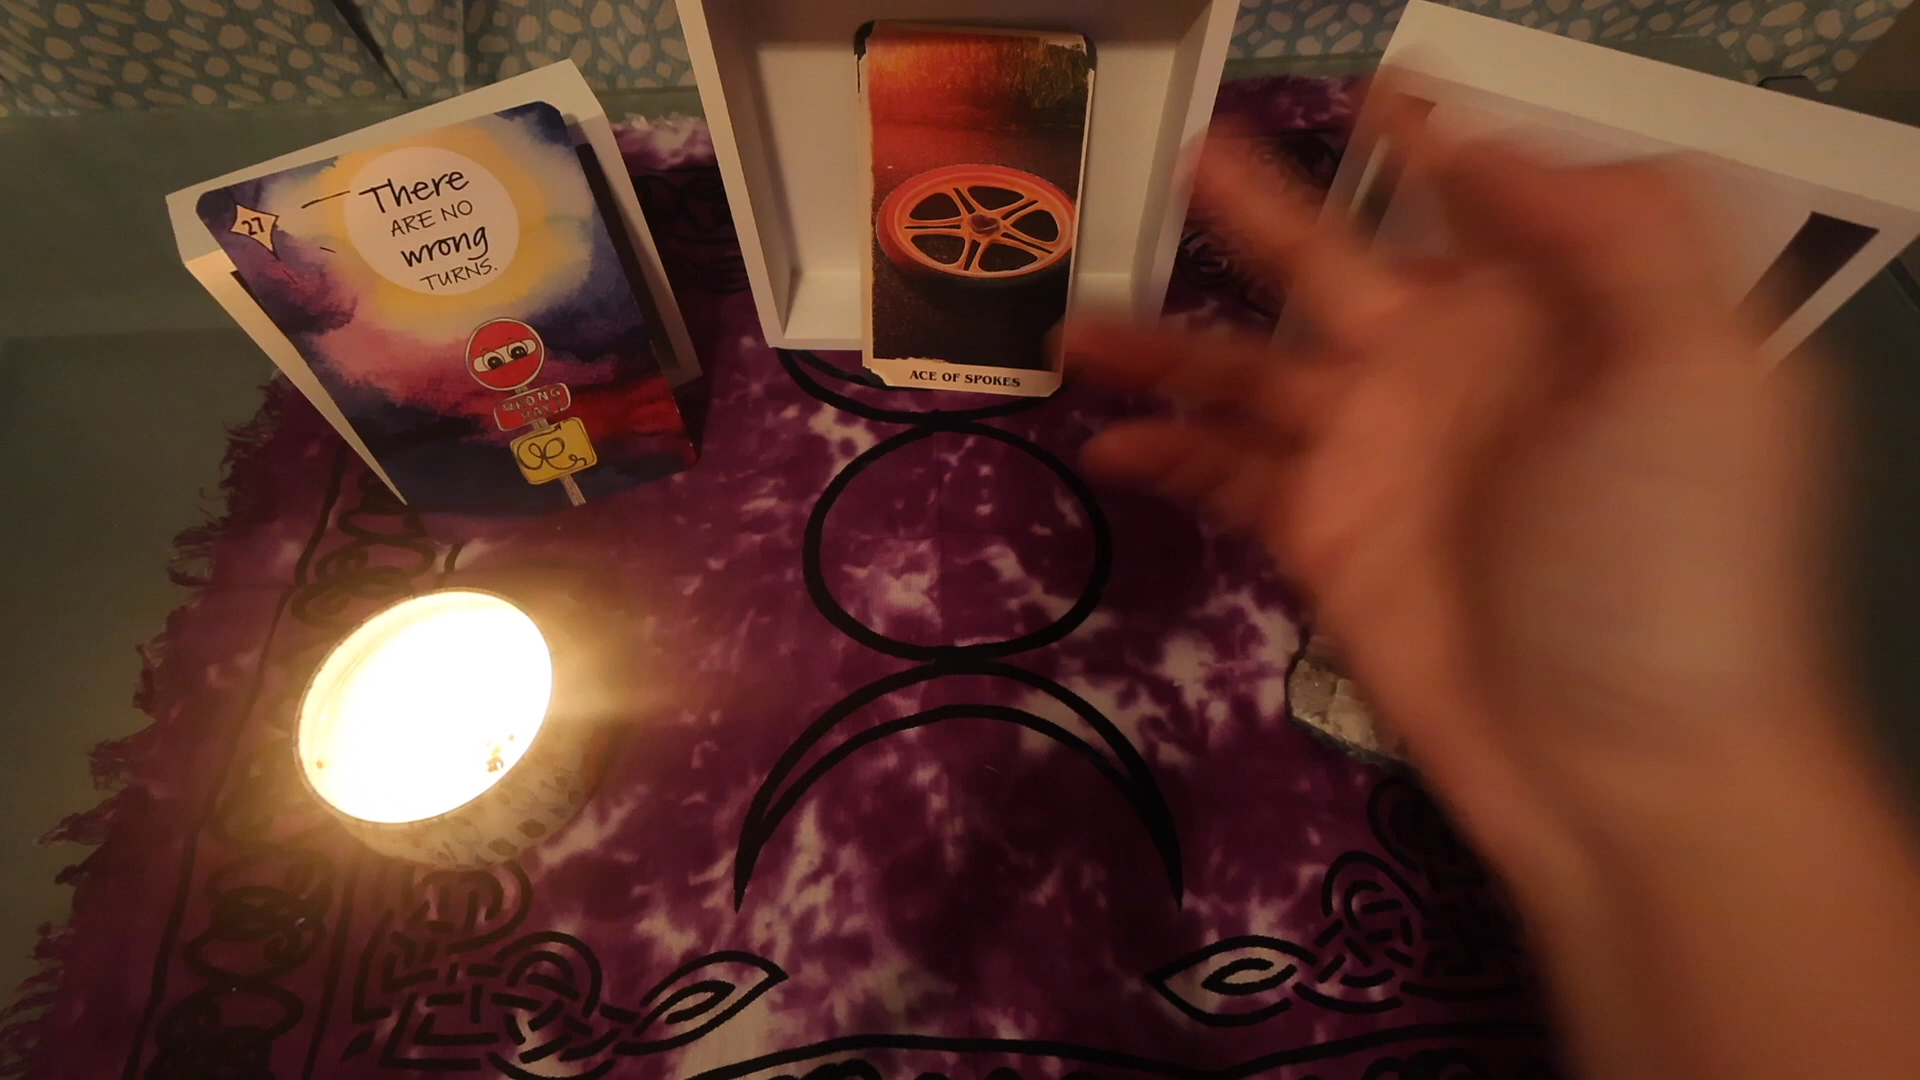 27
There
ARE NO
wrong
TURNS.
WRONG
WAY
ACE OF SPOKES